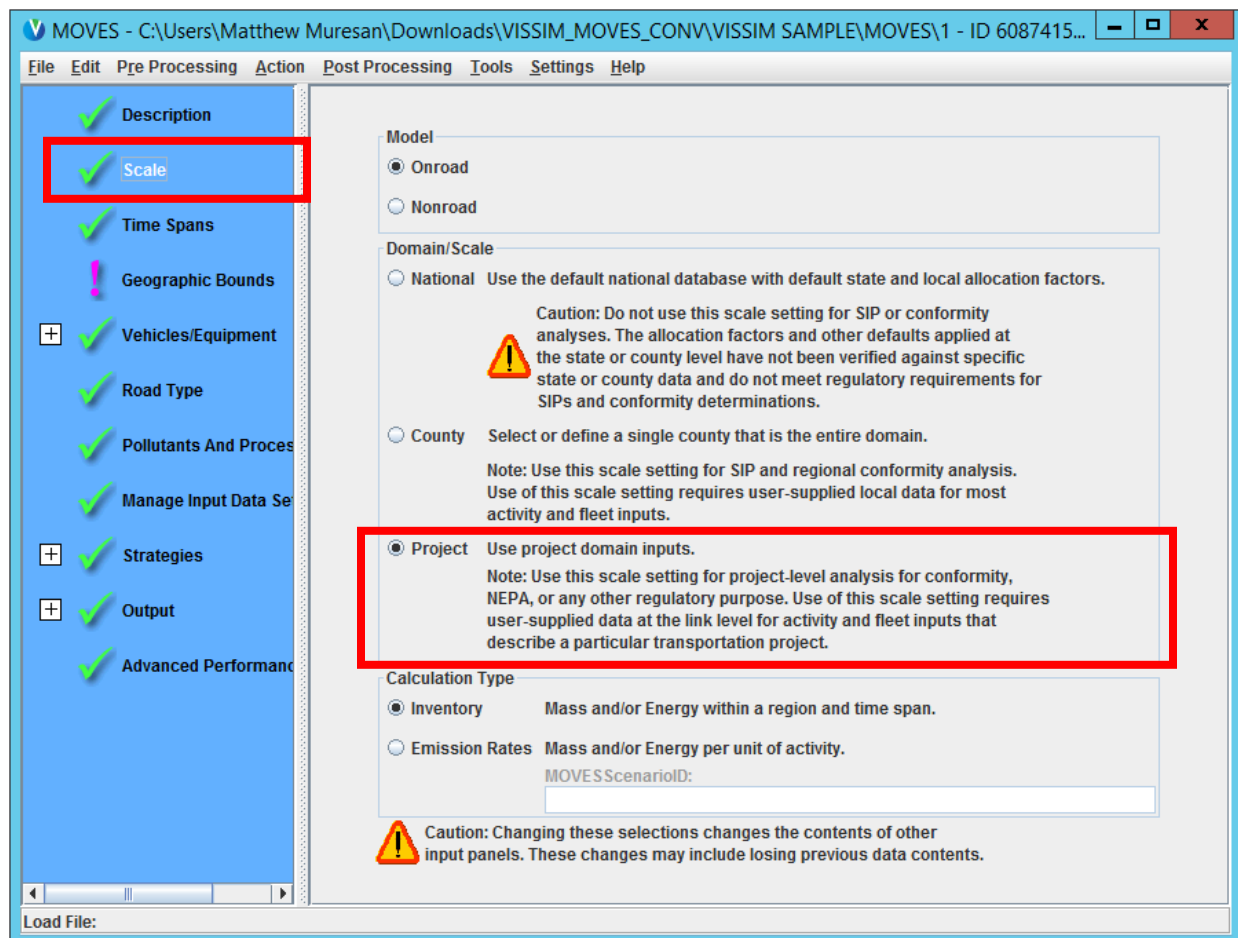 MOVES - C:\Users\Matthew Muresan\Downloads\VISSIM_MOVES_CONV\VISSIM SAMPLE\MOVES\1 - ID 6087415...
File Edit Pre Processing Action Post Processing Tools Settings Help
Description
Scale
Time Spans
Geographic Bounds
Vehicles/Equipment
Road Type
Pollutants And Proces
Manage Input Data Se
Strategies
Output
Advanced Performanc
Model
Onroad
Nonroad
Domain/Scale
National Use the default national database with default state and local allocation factors.
Caution: Do not use this scale setting for SIP or conformity
analyses. The allocation factors and other defaults applied at
the state or county level have not been verified against specific
state or county data and do not meet regulatory requirements for
SIPs and conformity determinations.
County Select or define a single county that is the entire domain.
Note: Use this scale setting for SIP and regional conformity analysis.
Use of this scale setting requires user-supplied local data for most
activity and fleet inputs.
Project Use project domain inputs.
Note: Use this scale setting for project-level analysis for conformity,
NEPA, or any other regulatory purpose. Use of this scale setting requires
user-supplied data at the link level for activity and fleet inputs that
describe a particular transportation project.
Calculation Type
Inventory Mass and/or Energy within a region and time span.
Emission Rates Mass and/or Energy per unit of activity.
MOVESScenarioID:
Caution: Changing these selections changes the contents of other
input panels. These changes may include losing previous data contents.
Load File: